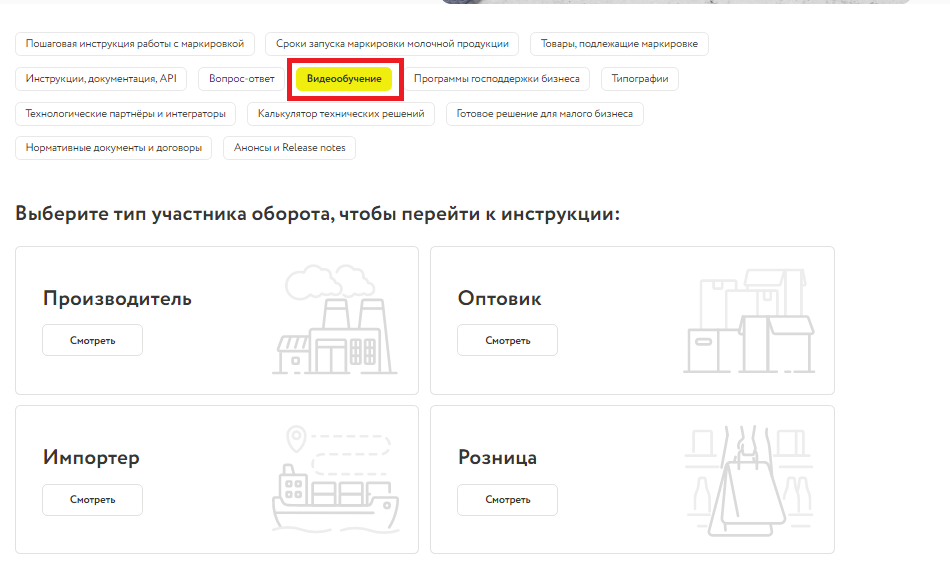 Пошаговая инструкция работы с маркировкой Сроки запуска маркировки молочной продукции Товары, подлежащие маркировке
Инструкции, документация, API Вопрос-ответ Видеообучение Программы господдержки бизнеса Типографии
Технологические партнёры и интеграторы Калькулятор технических решений Готовое решение для малого бизнеса
Нормативные документы и договоры Анонсы и Release notes
Выберите тип участника оборота, чтобы перейти к инструкции:
Производитель
Смотреть
Оптовик
Смотреть
Импортер
Смотреть
Розница
Смотреть